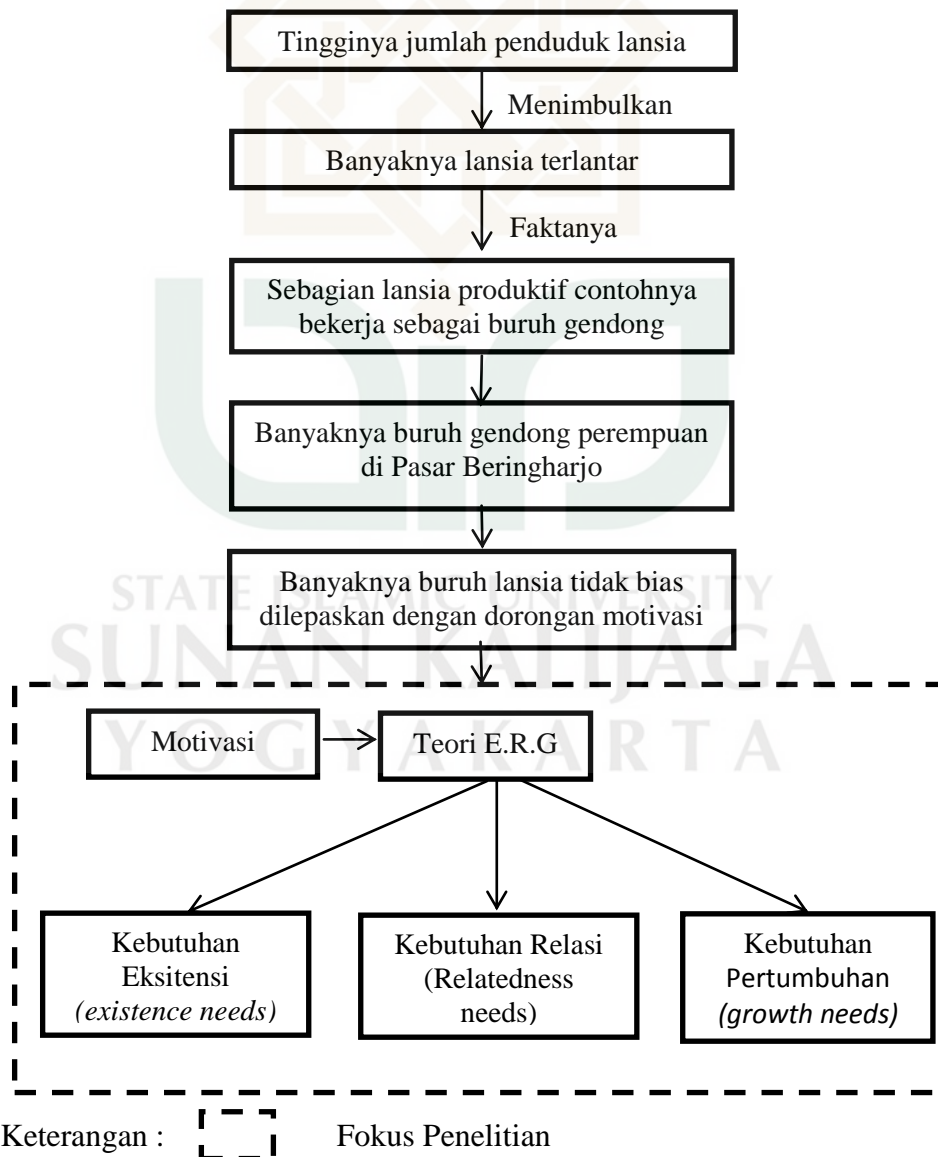 Tingginya jumlah penduduk lansia
Menimbulkan
Banyaknya lansia terlantar
Faktanya
Sebagian lansia produktif contohnya
bekerja sebagai buruh gendong
Banyaknya buruh gendong perempuan
di Pasar Beringharjo
Banyaknya buruh lansia tidak bias
dilepaskan dengan dorongan motivasi
STATE ISLAMIC UNIVERSITY
SUNAN KALIJAGA
YOGYAKARTA
Motivasi
Teori E.R.G
Kebutuhan
Eksitensi
(existence needs)
Kebutuhan Relasi
(Relatedness
needs)
Kebutuhan
Pertumbuhan
(growth needs)
Keterangan :
Fokus Penelitian